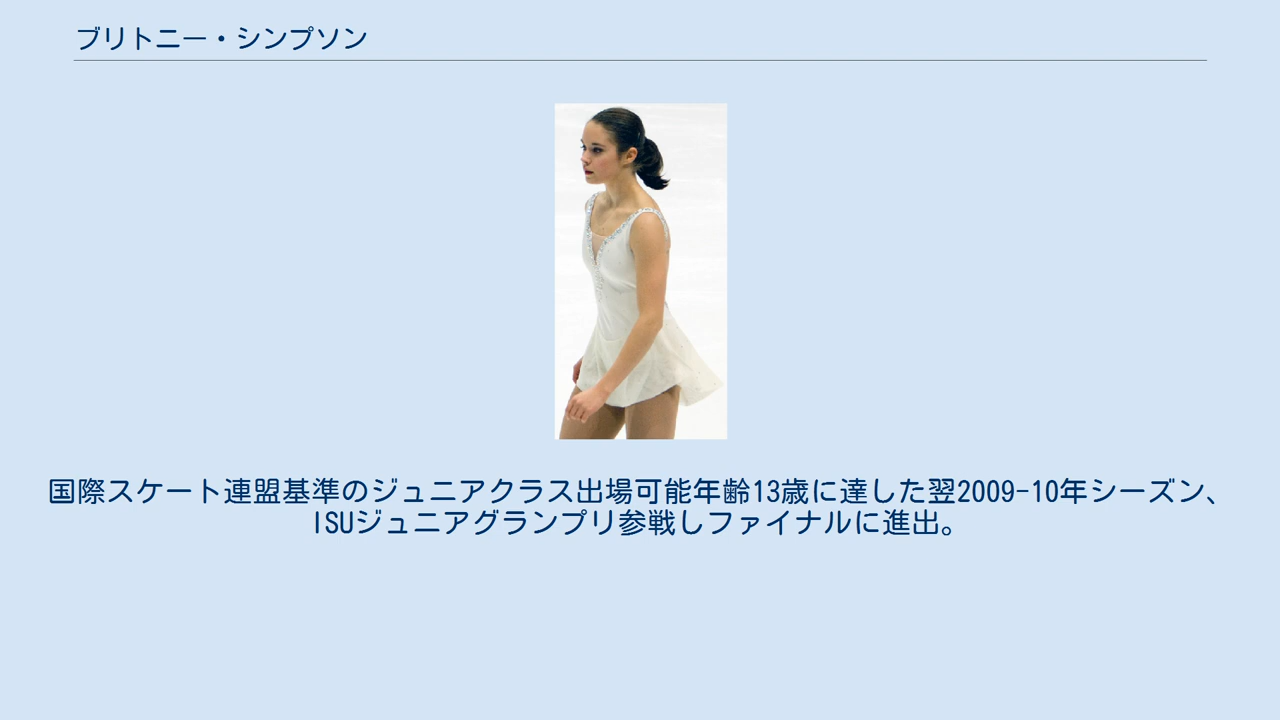 ブリトニー・シンプソン
国際スケート連盟基準のジュニアクラス出場可能年齢13歳に達した翌2009-10年シーズン、
ISUジュニアグランプリ参戦しファイナルに進出。